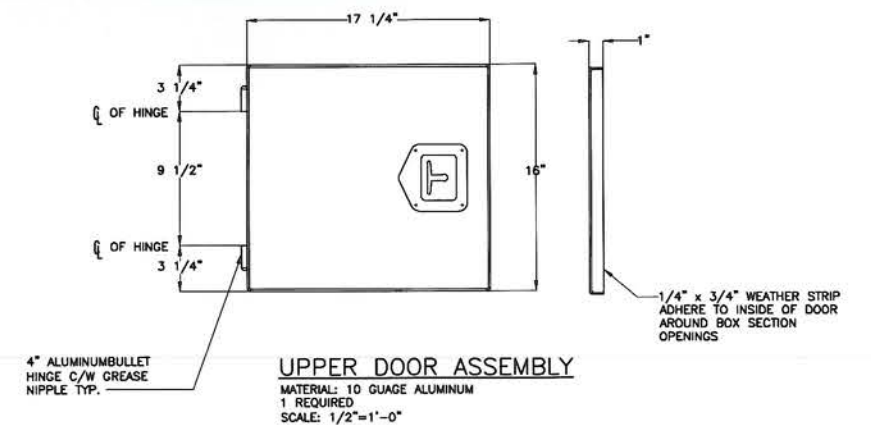 17 1/4"
1"
3 1/4"
℄ OF HINGE
9 1/2"
16"
℄ OF HINGE
3 1/4"
1/4" x 3/4" WEATHER STRIP
ADHERE TO INSIDE OF DOOR
AROUND BOX SECTION
OPENINGS
4" ALUMINUMBULLET
HINGE C/W GREASE
NIPPLE TYP.
UPPER DOOR ASSEMBLY
MATERIAL: 10 GUAGE ALUMINUM
1 REQUIRED
SCALE: 1/2"=1'-0"